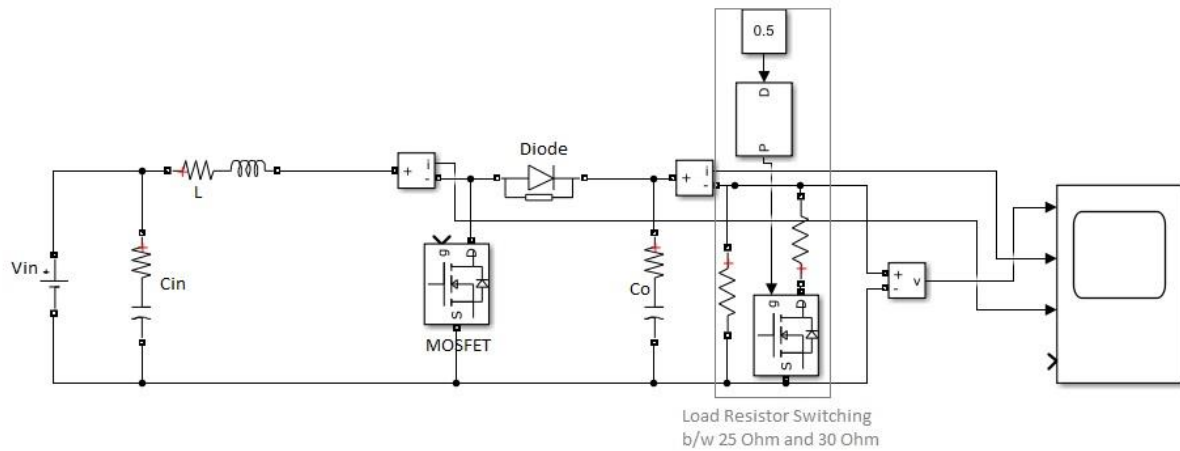 0.5
D
P
Diode
+
i
-
+
i
-
L
Vin
+
Cin
g
D
S
MOSFET
Co
g
D
S
+
-
v
Load Resistor Switching
b/w 25 Ohm and 30 Ohm